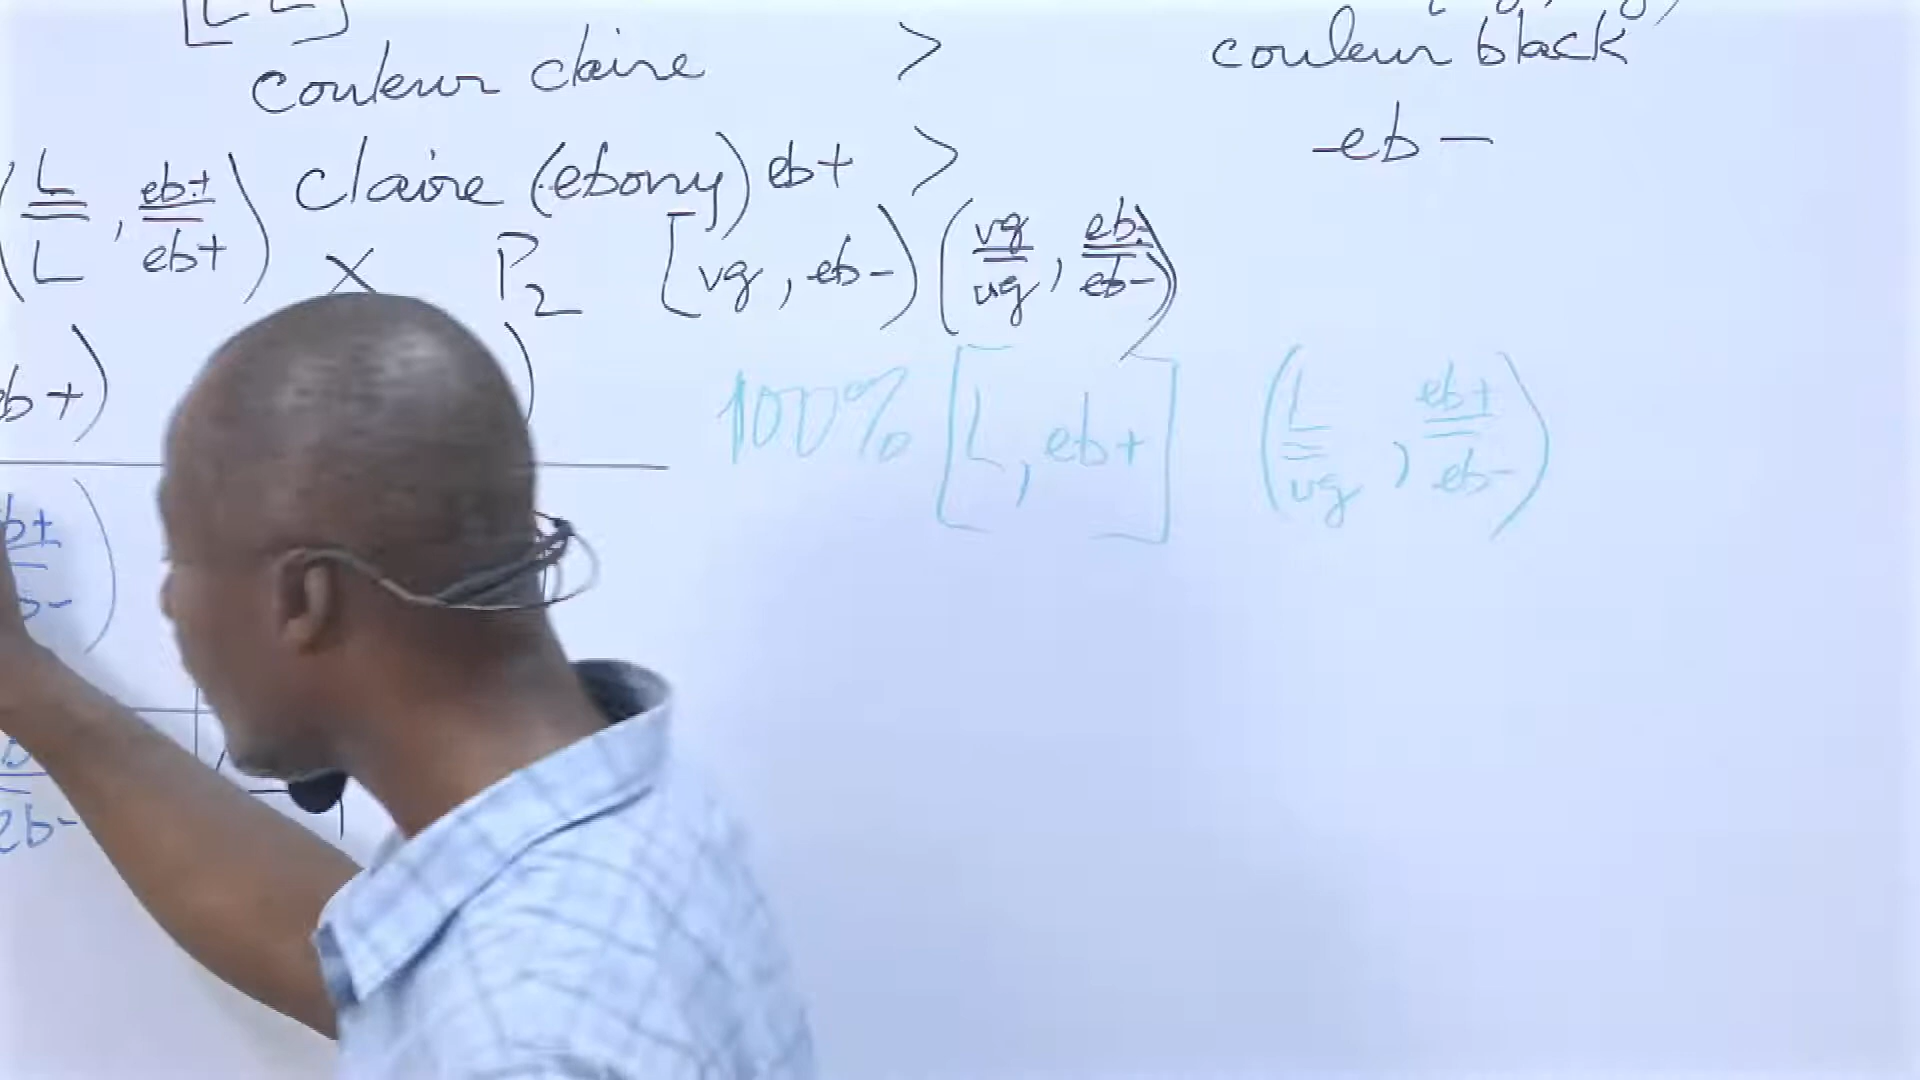 [L L]
couleur claire > couleur black
claire (ebony) eb+ > eb-
(L/L, eb+/eb+) X P2 [vg, eb-) (vg/vg, eb-/eb-)
eb+)
100% [L, eb+] (L/vg, eb+/eb-)
eb+
eb-